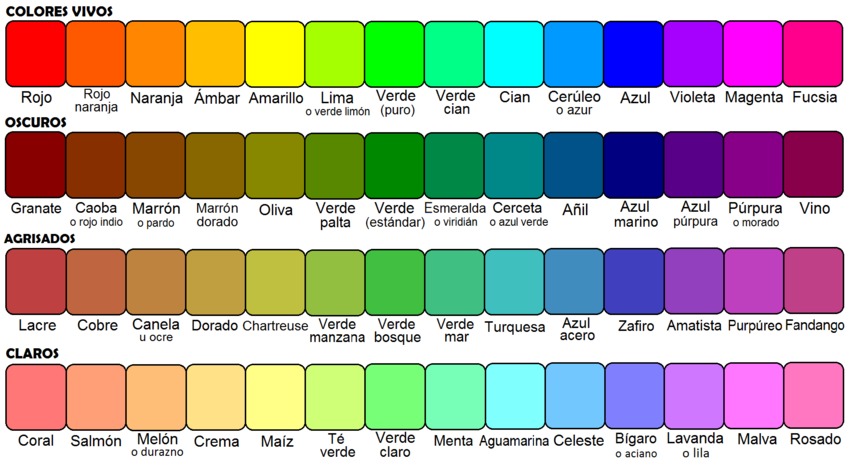 COLORES VIVOS
Rojo
Rojo
naranja
Naranja
Ámbar
Amarillo
Lima
o verde limón
Verde
(puro)
Verde
cian
Cian
Cerúleo
o azur
Azul
Violeta
Magenta
Fucsia
OSCUROS
Granate
Caoba
o rojo indio
Marrón
o pardo
Marrón
dorado
Oliva
Verde
palta
Verde
(estándar)
Esmeralda
o viridián
Cerceta
o azul verde
Añil
Azul
marino
Azul
púrpura
Púrpura
o morado
Vino
AGRISADOS
Lacre
Cobre
Canela
u ocre
Dorado
Chartreuse
Verde
manzana
Verde
bosque
Verde
mar
Turquesa
Azul
acero
Zafiro
Amatista
Purpúreo
Fandango
CLAROS
Coral
Salmón
Melón
o durazno
Crema
Maíz
Té
verde
Verde
claro
Menta
Aguamarina
Celeste
Bígaro
o aciano
Lavanda
o lila
Malva
Rosado